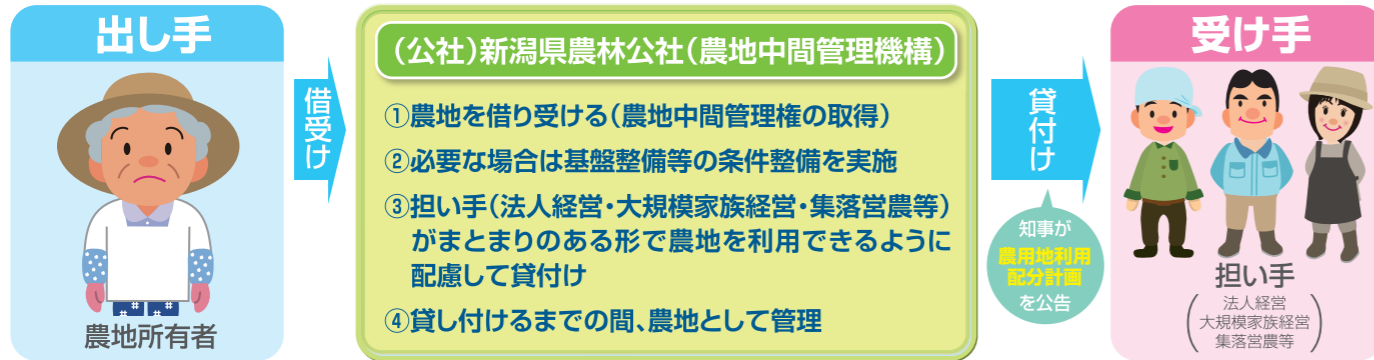 出し手
農地所有者
借受け
(公社)新潟県農林公社(農地中間管理機構)
①農地を借り受ける(農地中間管理権の取得)
②必要な場合は基盤整備等の条件整備を実施
③担い手(法人経営・大規模家族経営・集落営農等)
がまとまりのある形で農地を利用できるように
配慮して貸付け
④貸し付けるまでの間、農地として管理
貸付け
知事が
農用地利用
配分計画
を公告
受け手
担い手
(法人経営
大規模家族経営
集落営農等)